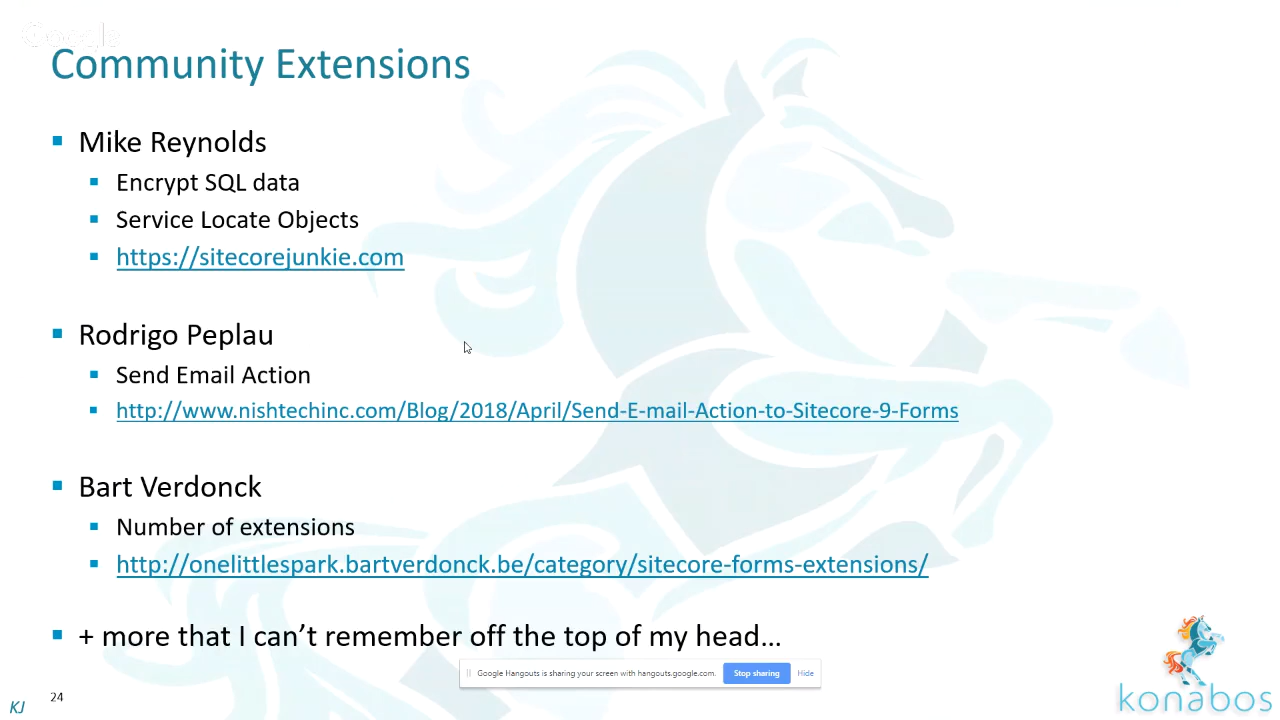 Google
Community Extensions
Mike Reynolds
Encrypt SQL data
Service Locate Objects
https://sitecorejunkie.com
Rodrigo Peplau
Send Email Action
http://www.nishtechinc.com/Blog/2018/April/Send-E-mail-Action-to-Sitecore-9-Forms
Bart Verdonck
Number of extensions
http://onelittlespark.bartverdonck.be/category/sitecore-forms-extensions/
+ more that I can’t remember off the top of my head…
Google Hangouts is sharing your screen with hangouts.google.com. Stop sharing Hide
KJ 24
konabos